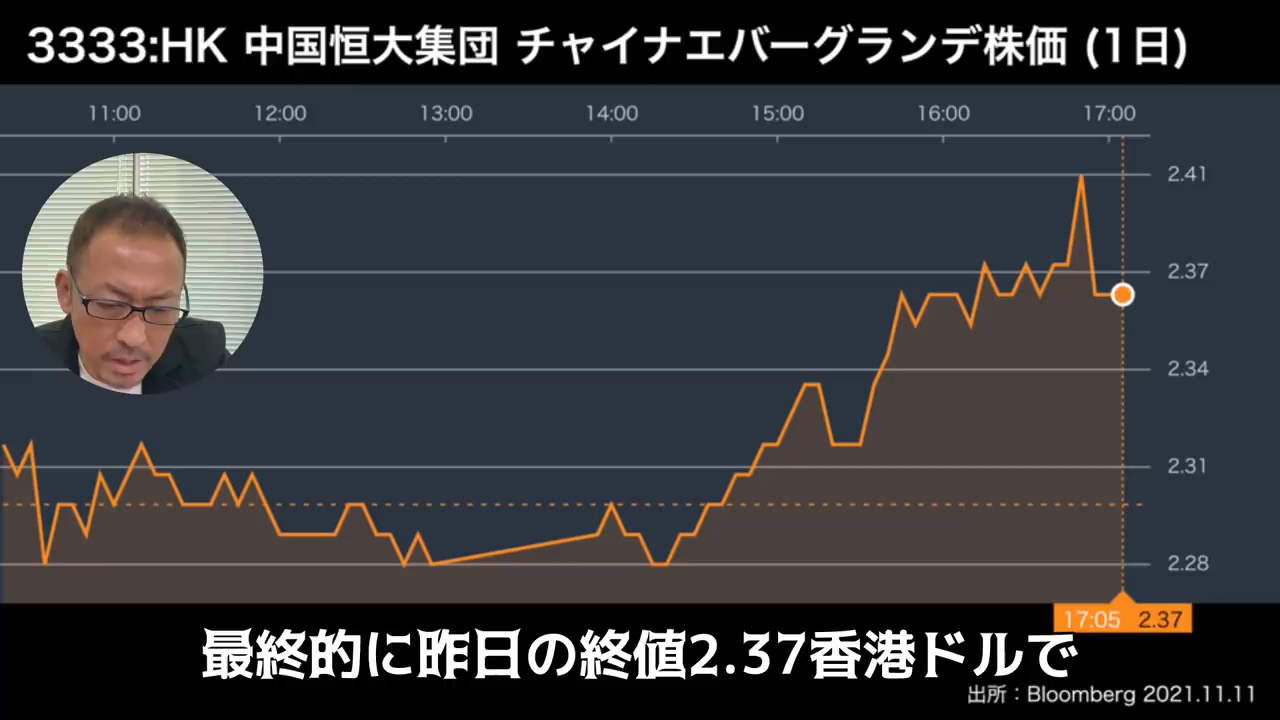 3333:HK 中国恒大集団 チャイナエバーグランデ株価 (1日)
11:00 12:00 13:00 14:00 15:00 16:00 17:00
2.41
2.37
2.34
2.31
2.28
17:05 2.37
最終的に昨日の終値2.37香港ドルで
出所：Bloomberg 2021.11.11